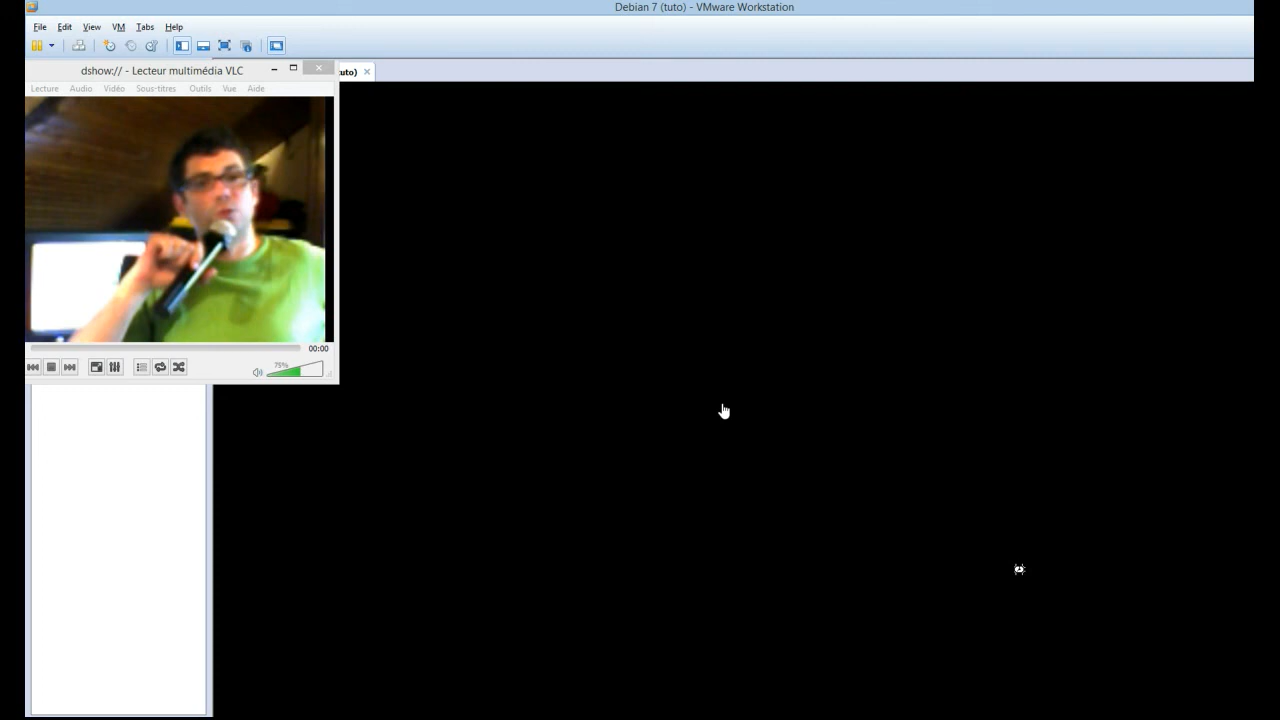 Debian 7 (tuto) - VMware Workstation
File Edit View VM Tabs Help
dshow:// - Lecteur multimédia VLC
tuto)
Lecture Audio Vidéo Sous-titres Outils Vue Aide
00:00
75%